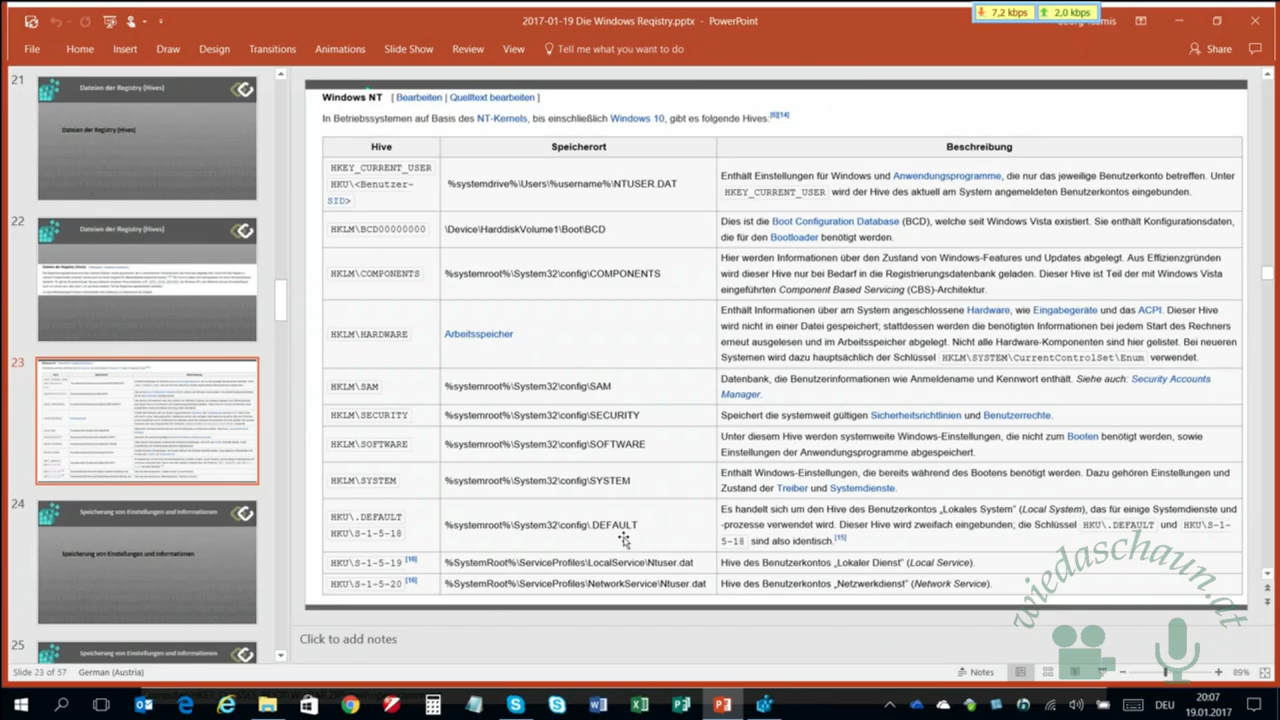 2017-01-19 Die Windows Registry.pptx - PowerPoint
7,2 kbps
2,0 kbps
File
Home
Insert
Draw
Design
Transitions
Animations
Slide Show
Review
View
Tell me what you want to do
Share
21
Dateien der Registry (Hives)
Dateien der Registry (Hives)
22
Dateien der Registry (Hives)
23
24
Speicherung von Einstellungen und Informationen
Speicherung von Einstellungen und Informationen
25
Speicherung von Einstellungen und Informationen
Windows NT [ Bearbeiten | Quelltext bearbeiten ]
In Betriebssystemen auf Basis des NT-Kernels, bis einschließlich Windows 10, gibt es folgende Hives.[6][14]
Hive
Speicherort
Beschreibung
HKEY_CURRENT_USER
HKU\<Benutzer-
SID>
%systemdrive%\Users\%username%\NTUSER.DAT
Enthält Einstellungen für Windows und Anwendungsprogramme, die nur das jeweilige Benutzerkonto betreffen. Unter
HKEY_CURRENT_USER wird der Hive des aktuell am System angemeldeten Benutzerkontos eingebunden.
HKLM\BCD00000000
\Device\HarddiskVolume1\Boot\BCD
Dies ist die Boot Configuration Database (BCD), welche seit Windows Vista existiert. Sie enthält Konfigurationsdaten,
die für den Bootloader benötigt werden.
HKLM\COMPONENTS
%systemroot%\System32\config\COMPONENTS
Hier werden Informationen über den Zustand von Windows-Features und Updates abgelegt. Aus Effizienzgründen
wird dieser Hive nur bei Bedarf in die Registrierungsdatenbank geladen. Dieser Hive ist Teil der mit Windows Vista
eingeführten Component Based Servicing (CBS)-Architektur.
HKLM\HARDWARE
Arbeitsspeicher
Enthält Informationen über am System angeschlossene Hardware, wie Eingabegeräte und das ACPI. Dieser Hive
wird nicht in einer Datei gespeichert; stattdessen werden die benötigten Informationen bei jedem Start des Rechners
erneut ausgelesen und im Arbeitsspeicher abgelegt. Nicht alle Hardware-Komponenten sind hier gelistet. Bei neueren
Systemen wird dazu hauptsächlich der Schlüssel HKLM\SYSTEM\CurrentControlSet\Enum verwendet.
HKLM\SAM
%systemroot%\System32\config\SAM
Datenbank, die Benutzerinformationen wie Anmeldename und Kennwort enthält. Siehe auch: Security Accounts
Manager.
HKLM\SECURITY
%systemroot%\System32\config\SECURITY
Speichert die systemweit gültigen Sicherheitsrichtlinien und Benutzerrechte.
HKLM\SOFTWARE
%systemroot%\System32\config\SOFTWARE
Unter diesem Hive werden systemweite Windows-Einstellungen, die nicht zum Booten benötigt werden, sowie
Einstellungen der Anwendungsprogramme abgespeichert.
HKLM\SYSTEM
%systemroot%\System32\config\SYSTEM
Enthält Windows-Einstellungen, die bereits während des Bootens benötigt werden. Dazu gehören Einstellungen und
Zustand der Treiber und Systemdienste.
HKU\.DEFAULT
HKU\S-1-5-18
%systemroot%\System32\config\.DEFAULT
Es handelt sich um den Hive des Benutzerkontos „Lokales System“ (Local System), das für einige Systemdienste und
-prozesse verwendet wird. Dieser Hive wird zweifach eingebunden; die Schlüssel HKU\.DEFAULT und HKU\S-1-
5-18 sind also identisch.[15]
HKU\S-1-5-19 [16]
%SystemRoot%\ServiceProfiles\LocalService\Ntuser.dat
Hive des Benutzerkontos „Lokaler Dienst“ (Local Service).
HKU\S-1-5-20 [16]
%SystemRoot%\ServiceProfiles\NetworkService\Ntuser.dat
Hive des Benutzerkontos „Netzwerkdienst“ (Network Service).
wiedaschaun.at
Click to add notes
Slide 23 of 57
German (Austria)
Notes
89%
DEU
20:07
19.01.2017